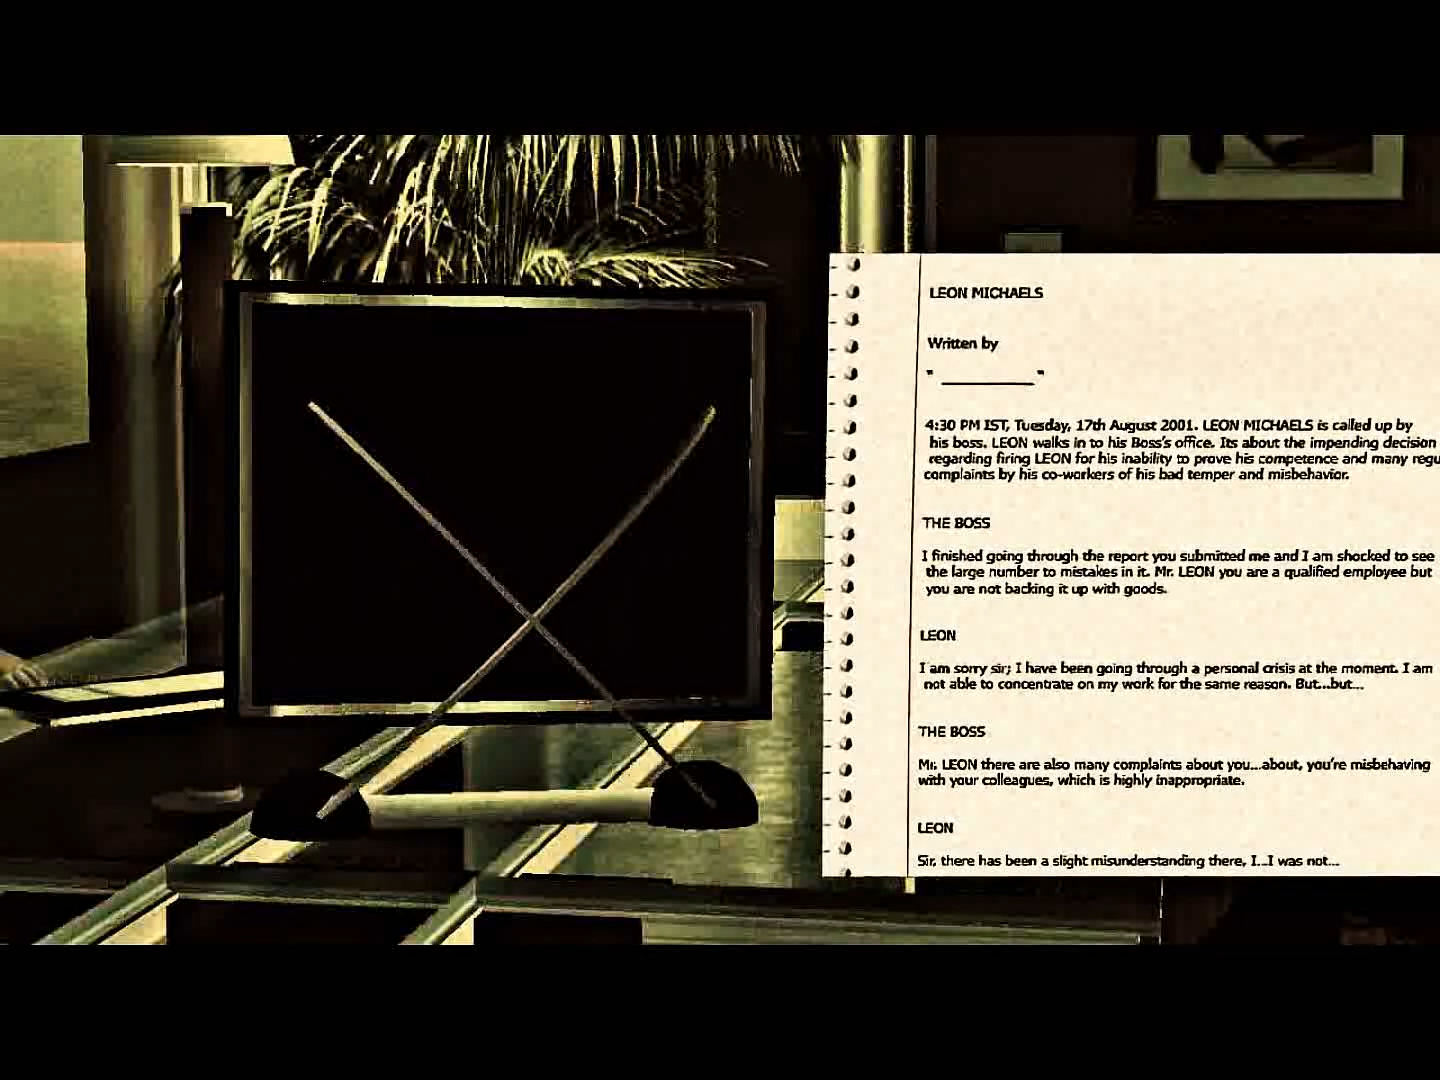 LEON MICHAELS
Written by
" ____________ "
4:30 PM IST, Tuesday, 17th August 2001. LEON MICHAELS is called up by
his boss. LEON walks in to his Boss's office. Its about the impending decision
regarding firing LEON for his inability to prove his competence and many regu
complaints by his co-workers of his bad temper and misbehavior.
THE BOSS
I finished going through the report you submitted me and I am shocked to see
the large number to mistakes in it. Mr. LEON you are a qualified employee but
you are not backing it up with goods.
LEON
I am sorry sir; I have been going through a personal crisis at the moment. I am
not able to concentrate on my work for the same reason. But...but...
THE BOSS
Mr. LEON there are also many complaints about you...about, you're misbehaving
with your colleagues, which is highly inappropriate.
LEON
Sir, there has been a slight misunderstanding there, I...I was not...